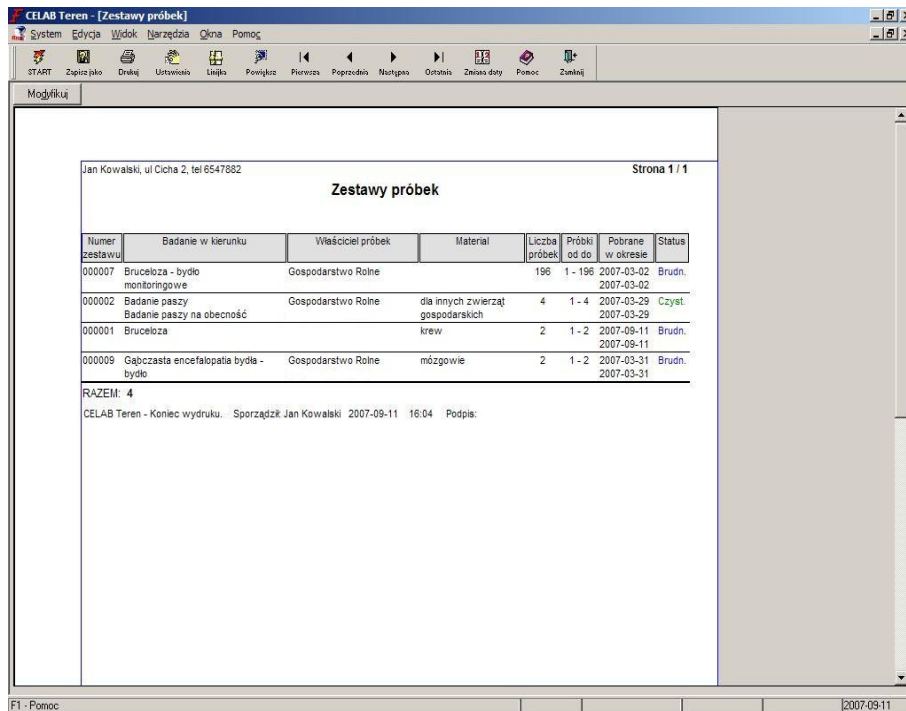 CELAB Teren - [Zestawy próbek]
System Edycja Widok Narzędzia Okna Pomoc
START Zapisz jako Drukuj Ustawienia Linijka Powiększ Pierwsza Poprzednia Następna Ostatnia Zmiana daty Pomoc Zamknij
Modyfikuj
Jan Kowalski, ul Cicha 2, tel 6547882 Strona 1 / 1
Zestawy próbek
Numer Badanie w kierunku Właściciel próbek Material Liczba Próbki Pobrane Status
zestawu próbek od do w okresie
000007 Bruceloza - bydło Gospodarstwo Rolne 196 1 - 196 2007-03-02 Brudn.
monitoringowe 2007-03-02
000002 Badanie paszy Gospodarstwo Rolne dla innych zwierząt 4 1 - 4 2007-03-29 Czyst.
Badanie paszy na obecność gospodarskich 2007-03-29
000001 Bruceloza krew 2 1 - 2 2007-09-11 Brudn.
2007-09-11
000009 Gąbczasta encefalopatia bydła - Gospodarstwo Rolne mózgowie 2 1 - 2 2007-03-31 Brudn.
bydło 2007-03-31
RAZEM: 4
CELAB Teren - Koniec wydruku. Sporządził: Jan Kowalski 2007-09-11 16:04 Podpis:
F1 - Pomoc 2007-09-11